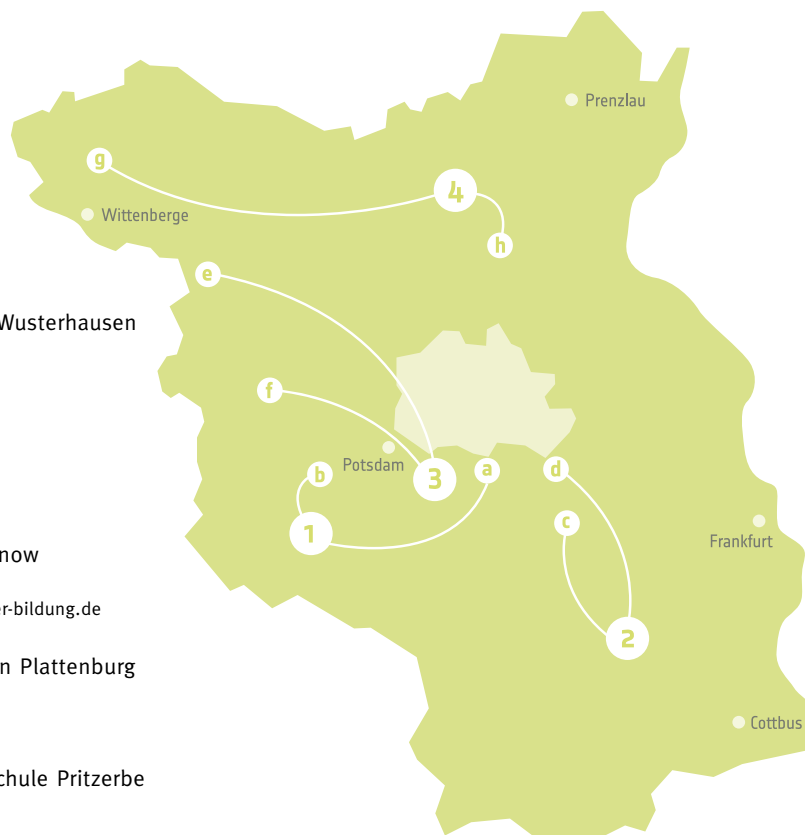 Prenzlau
g
4
Wittenberge
h
e
Wusterhausen
f
Potsdam
b
3
a
d
c
1
Frankfurt
now
r-bildung.de
2
n Plattenburg
Cottbus
chule Pritzerbe